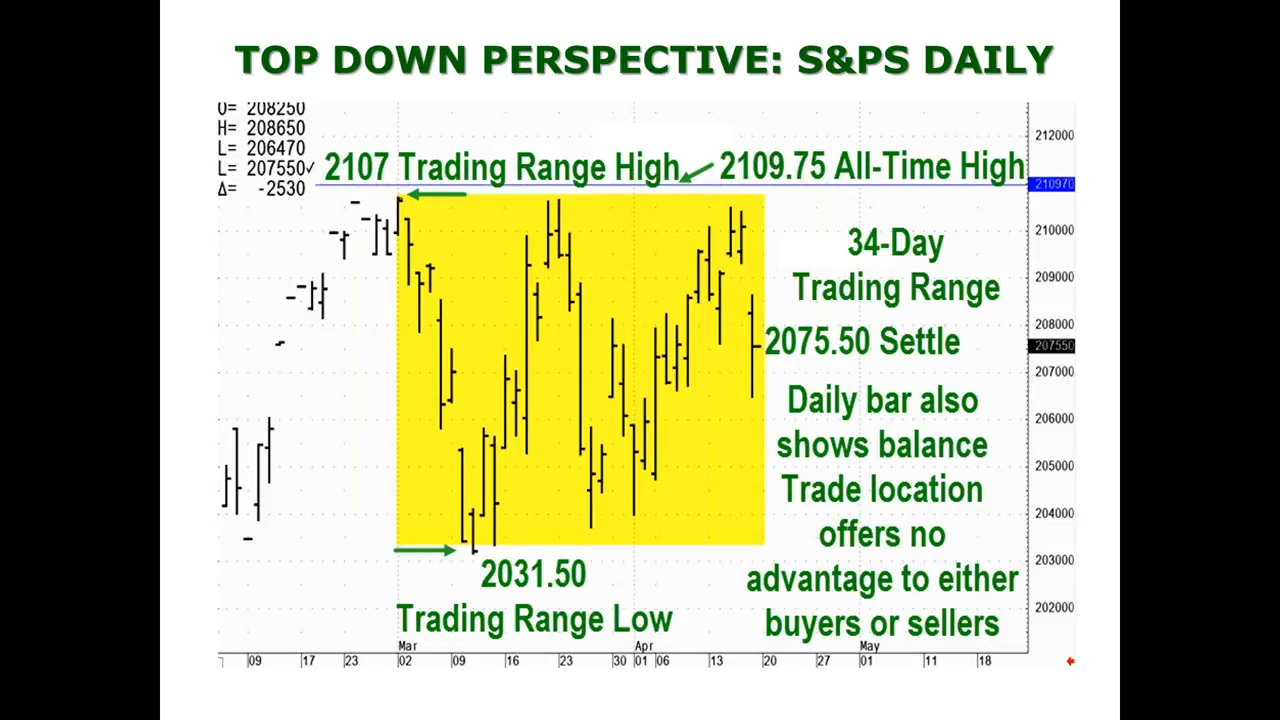 TOP DOWN PERSPECTIVE: S&PS DAILY
O= 208250
H= 208650
L= 206470
L= 207550✓
Δ= -2530
2107 Trading Range High
2109.75 All-Time High
34-Day
Trading Range
2075.50 Settle
Daily bar also
shows balance
Trade location
offers no
advantage to either
buyers or sellers
2031.50
Trading Range Low
212000
210970
210000
209000
208000
207550
207000
206000
205000
204000
203000
202000
Mar Apr May
09 17 23 02 09 16 23 30 01 06 13 20 27 01 11 18